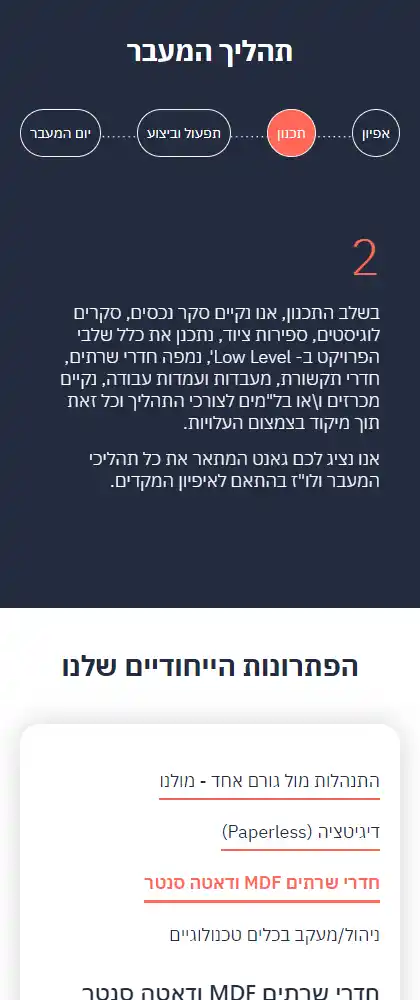 תהליך המעבר
אפיון
תכנון
תפעול וביצוע
יום המעבר
2
בשלב התכנון, אנו נקיים סקר נכסים, סקרים
לוגיסטים, ספירות ציוד, נתכנן את כלל שלבי
הפרויקט ב- Low Level', נמפה חדרי שרתים,
חדרי תקשורת, מעבדות ועמדות עבודה, נקיים
מכרזים ו\או בל"מים לצורכי התהליך וכל זאת
תוך מיקוד בצמצום העלויות.
אנו נציג לכם גאנט המתאר את כל תהליכי
המעבר ולו"ז בהתאם לאיפיון המקדים.
הפתרונות הייחודיים שלנו
התנהלות מול גורם אחד - מולנו
דיגיטציה (Paperless)
חדרי שרתים MDF ודאטה סנטר
ניהול/מעקב בכלים טכנולוגיים
חדרי שרתים MDF ודאטה סנטר